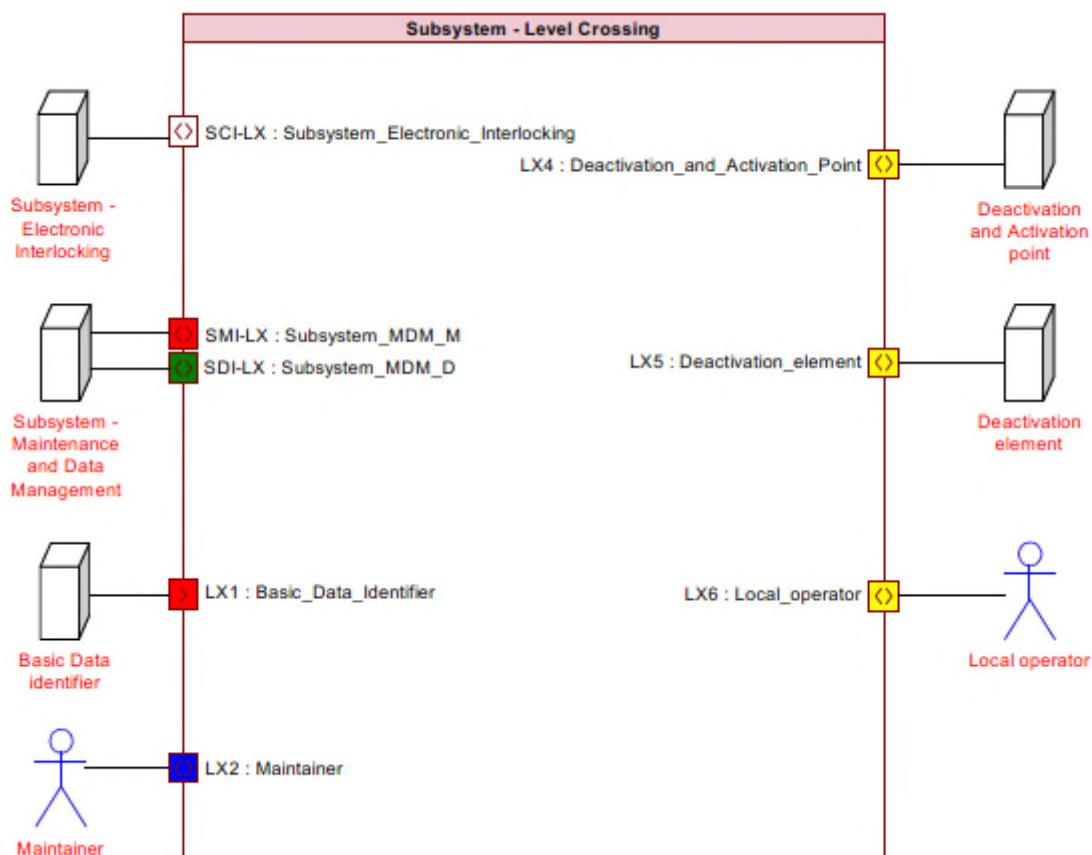 Subsystem - Level Crossing
SCI-LX : Subsystem_Electronic_Interlocking
LX4 : Deactivation_and_Activation_Point
Subsystem -
Electronic
Interlocking
Deactivation
and Activation
point
SMI-LX : Subsystem_MDM_M
SDI-LX : Subsystem_MDM_D
LX5 : Deactivation_element
Subsystem -
Maintenance
and Data
Management
Deactivation
element
LX1 : Basic_Data_Identifier
LX6 : Local_operator
Basic Data
identifier
Local operator
LX2 : Maintainer
Maintainer